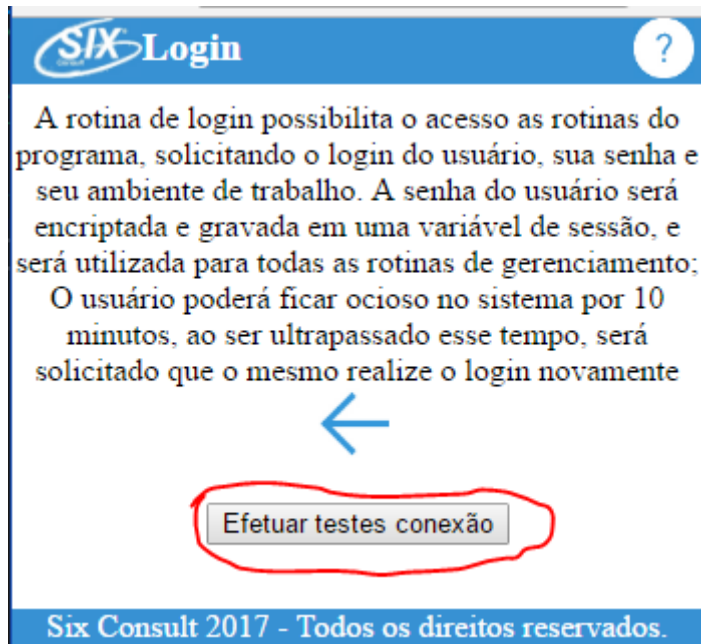 SIX Login ?
Consult
A rotina de login possibilita o acesso as rotinas do
programa, solicitando o login do usuário, sua senha e
seu ambiente de trabalho. A senha do usuário será
encriptada e gravada em uma variável de sessão, e
será utilizada para todas as rotinas de gerenciamento;
O usuário poderá ficar ocioso no sistema por 10
minutos, ao ser ultrapassado esse tempo, será
solicitado que o mesmo realize o login novamente
Efetuar testes conexão
Six Consult 2017 - Todos os direitos reservados.